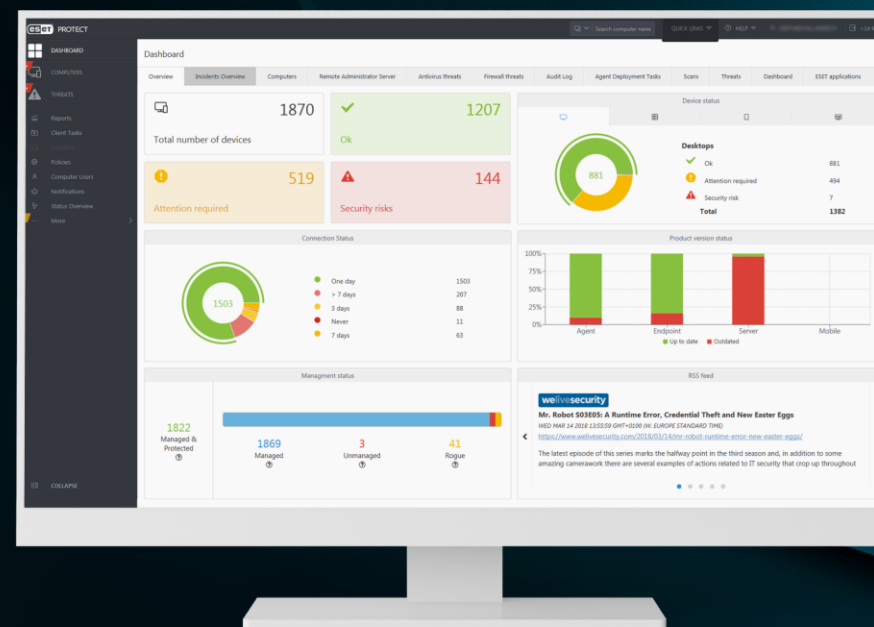 eset PROTECT
Search computer name
QUICK LINKS
HELP
DASHBOARD
COMPUTERS
THREATS
Reports
Client Tasks
Policies
Computer Users
Notifications
Status Overview
More
COLLAPSE
Dashboard
Overview Incidents Overview Computers Remote Administrator Server Antivirus threats Firewall threats Audit Log Agent Deployment Tasks Scans Threats Dashboard ESET applications
1870
Total number of devices
1207
Ok
519
Attention required
144
Security risks
Device status
881
Desktops
Ok 881
Attention required 494
Security risk 7
Total 1382
Connection Status
1503
One day 1503
> 7 days 207
3 days 88
Never 11
7 days 63
Product version status
100%
75%
50%
25%
0%
Agent Endpoint Server Mobile
Up to date Outdated
Managment status
1822
Managed &
Protected
1869
Managed
3
Unmanaged
41
Rogue
RSS feed
welivesecurity
Mr. Robot S03E05: A Runtime Error, Credential Theft and New Easter Eggs
WED MAR 14 2018 13:55:59 GMT+0100 (W. EUROPE STANDARD TIME)
https://www.welivesecurity.com/2018/03/14/mr-robot-runtime-error-new-easter-eggs/
The latest episode of this series marks the halfway point in the third season and, in addition to some
amazing camerawork there are several examples of actions related to IT security that crop up throughout